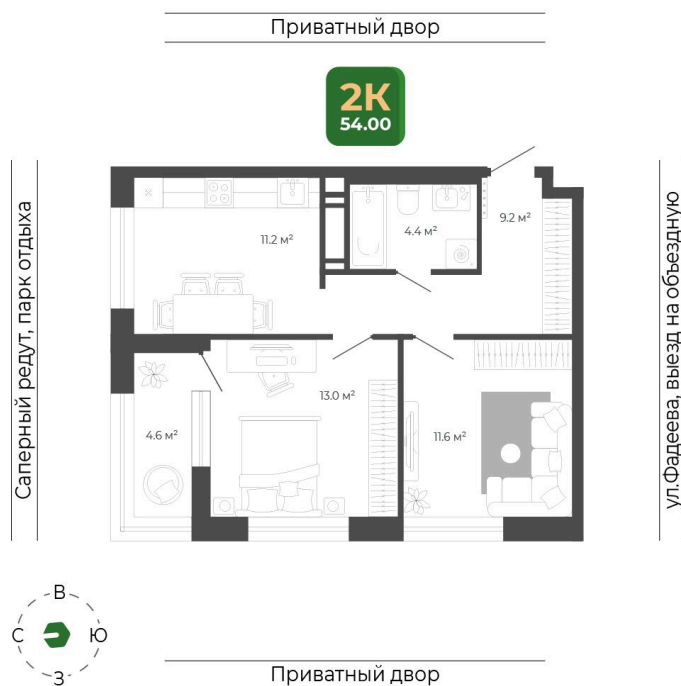 Приватный двор
2К
54.00
Саперный редут, парк отдыха
ул.Фадеева, выезд на объездную
11.2 м²
4.4 м²
9.2 м²
13.0 м²
4.6 м²
11.6 м²
В
С
Ю
З
Приватный двор